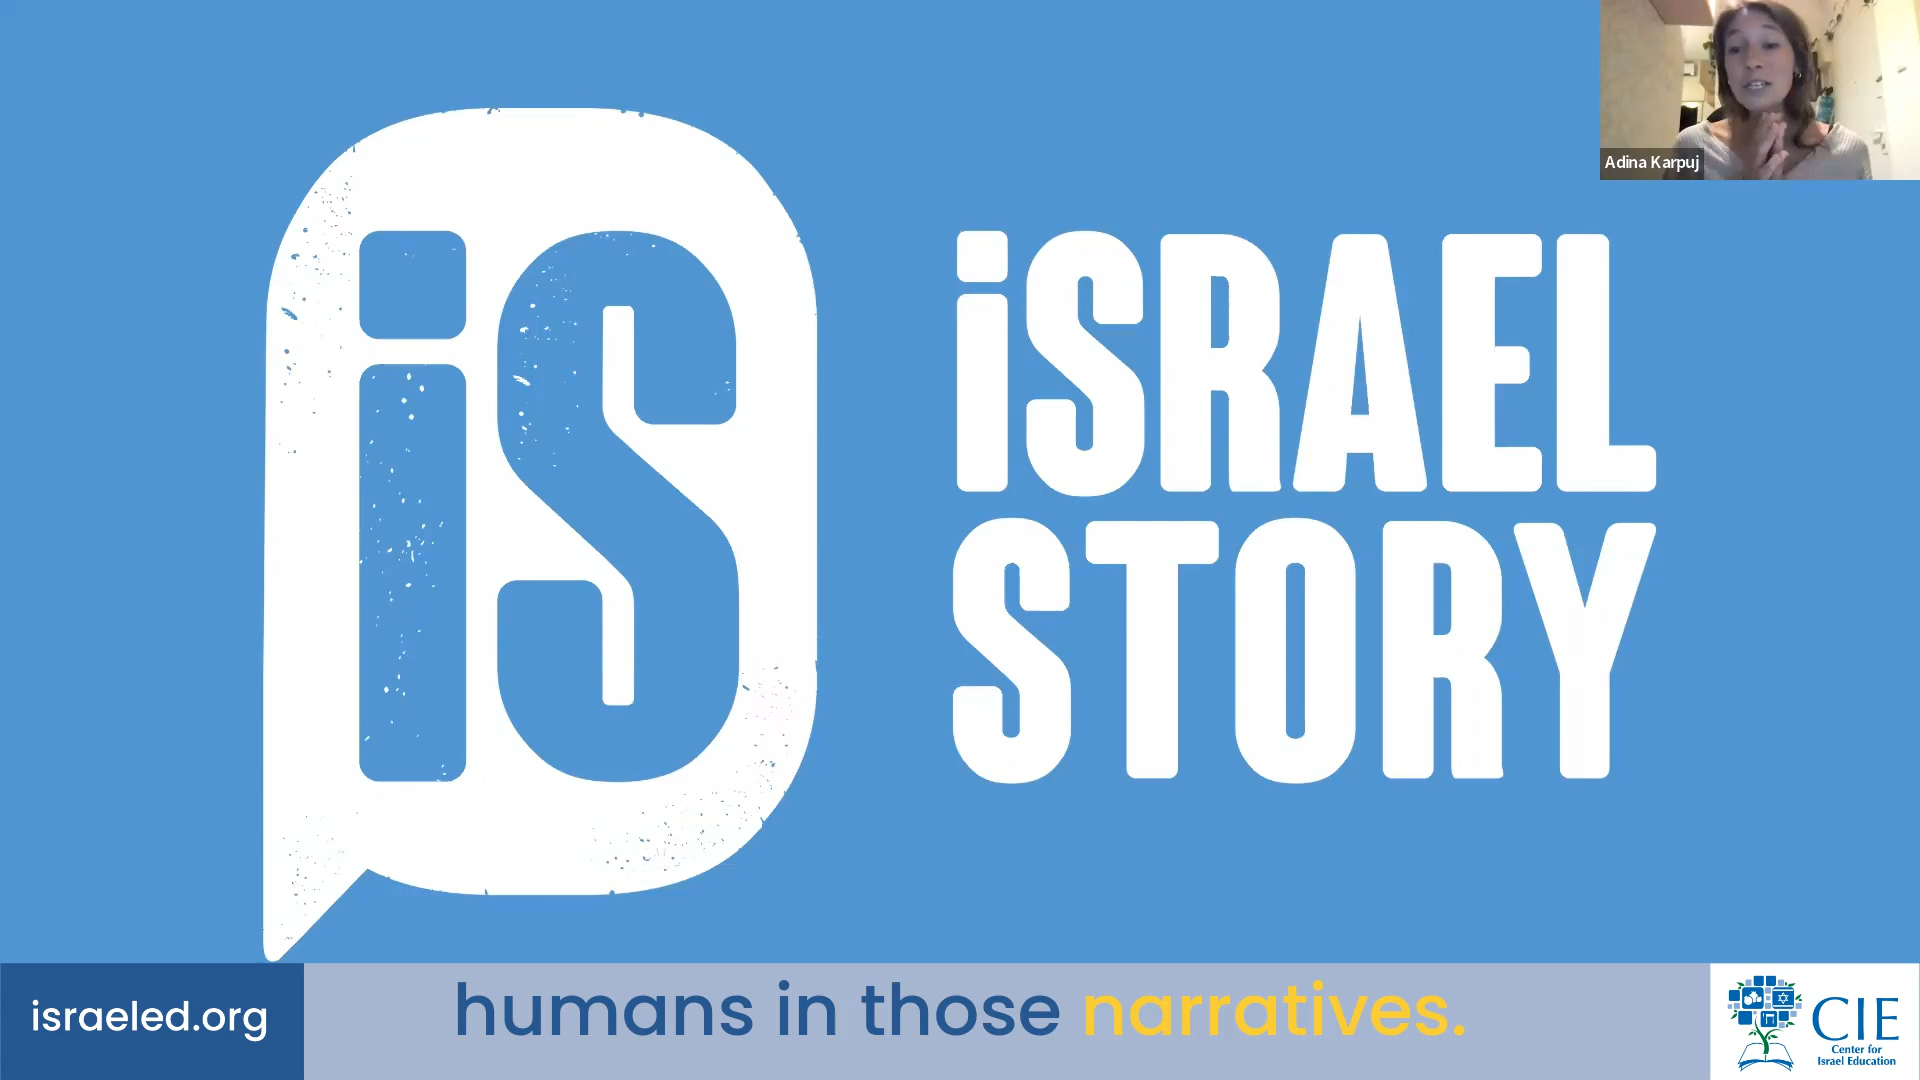 Adina Karpuj
iS
iSRAEL
STORY
humans in those narratives.
israeled.org
CIE
Center for
Israel Education